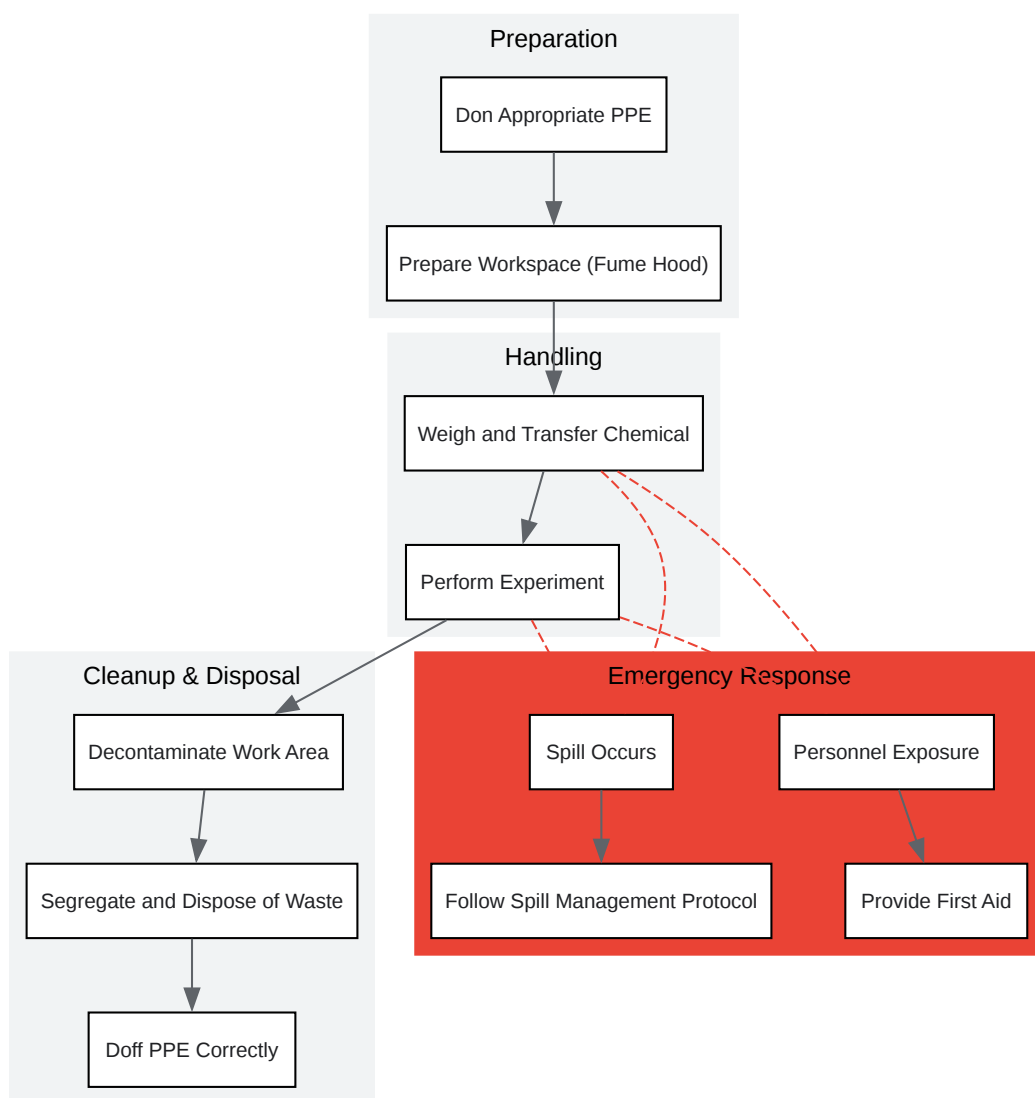 Preparation
Don Appropriate PPE
Prepare Workspace (Fume Hood)
Handling
Weigh and Transfer Chemical
Perform Experiment
Cleanup & Disposal
Decontaminate Work Area
Segregate and Dispose of Waste
Doff PPE Correctly
Emergency Response
Spill Occurs
Personnel Exposure
Follow Spill Management Protocol
Provide First Aid